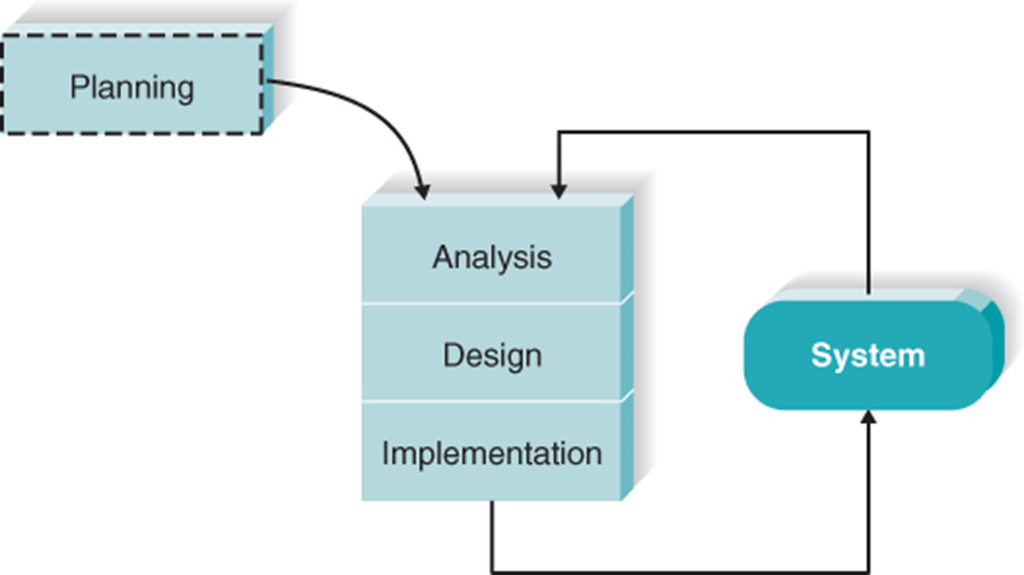 Planning
Analysis
Design
System
Implementation